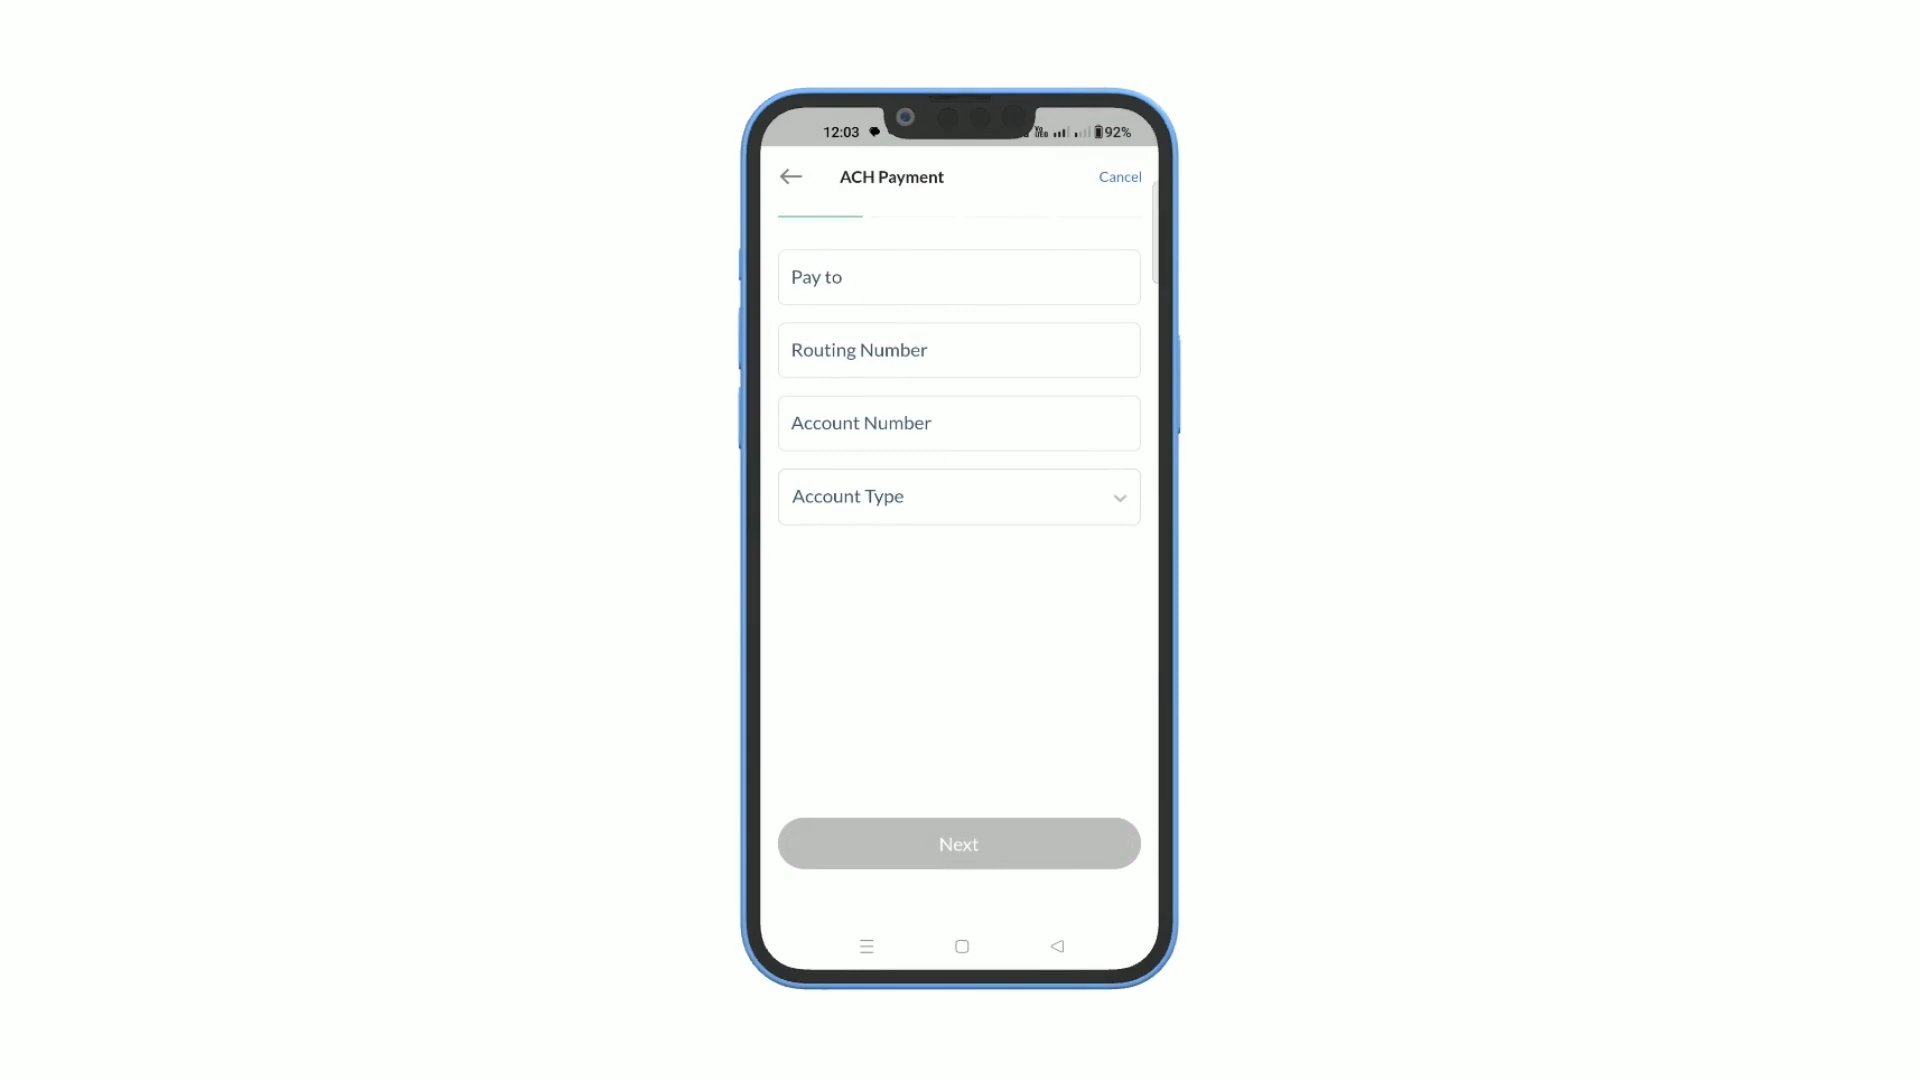 12:03 92%
ACH Payment Cancel
Pay to
Routing Number
Account Number
Account Type
Next